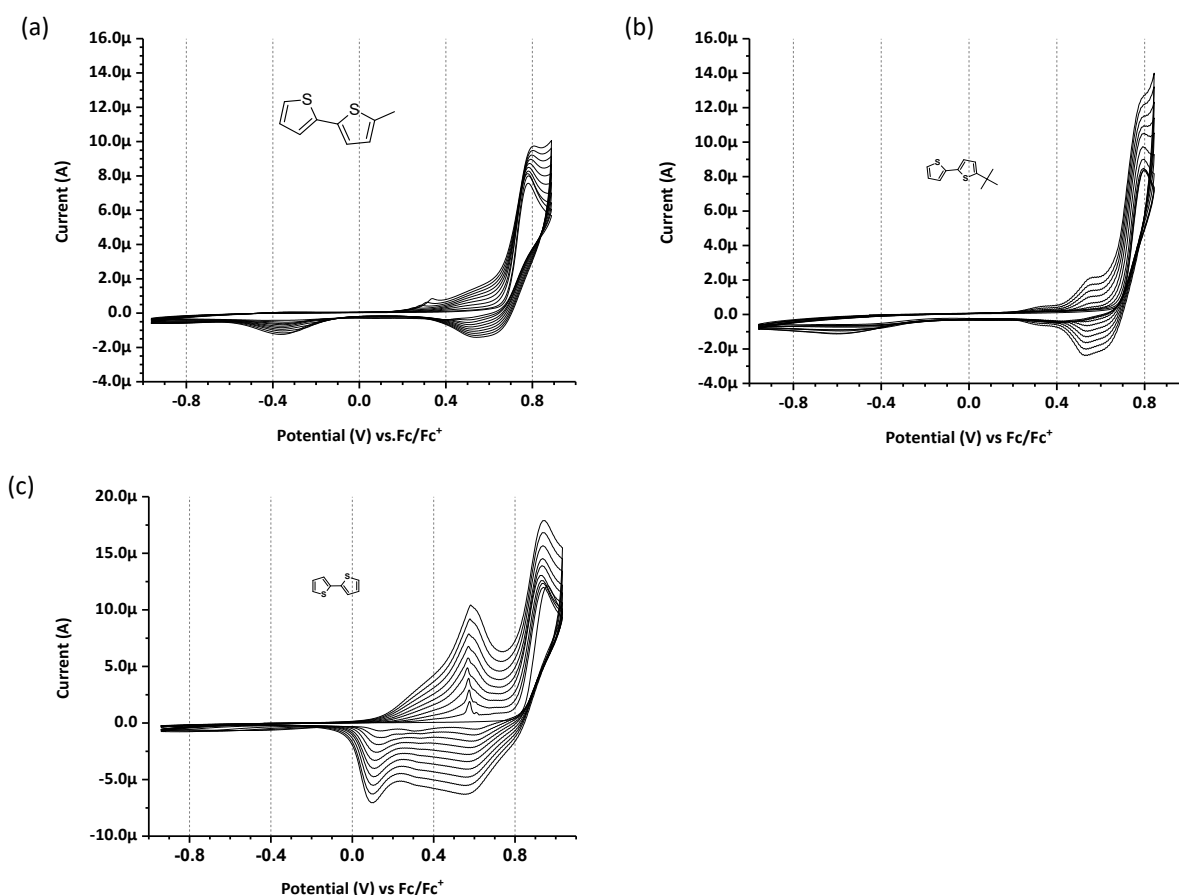 (a)
16.0µ
14.0µ
12.0µ
10.0µ
8.0µ
6.0µ
4.0µ
2.0µ
0.0
-2.0µ
-4.0µ
Current (A)
S
S
-0.8
-0.4
0.0
0.4
0.8
Potential (V) vs.Fc/Fc⁺
(b)
16.0µ
14.0µ
12.0µ
10.0µ
8.0µ
6.0µ
4.0µ
2.0µ
0.0
-2.0µ
-4.0µ
Current (A)
S
S
-0.8
-0.4
0.0
0.4
0.8
Potential (V) vs Fc/Fc⁺
(c)
20.0µ
15.0µ
10.0µ
5.0µ
0.0
-5.0µ
-10.0µ
Current (A)
S
S
-0.8
-0.4
0.0
0.4
0.8
Potential (V) vs Fc/Fc⁺